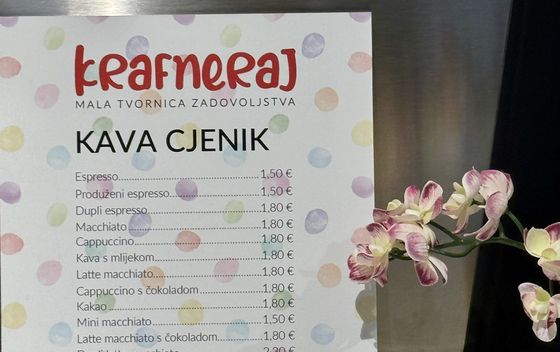 KRAFNERAJ
MALA TVORNICA ZADOVOLJSTVA
KAVA CJENIK
Espresso 1,50 €
Produženi espresso 1,50 €
Dupli espresso 1,80 €
Macchiato 1,80 €
Cappuccino 1,80 €
Kava s mlijekom 1,80 €
Latte macchiato 1,80 €
Cappuccino s čokoladom 1,80 €
Kakao 1,80 €
Mini macchiato 1,50 €
Latte macchiato s čokoladom 1,80 €